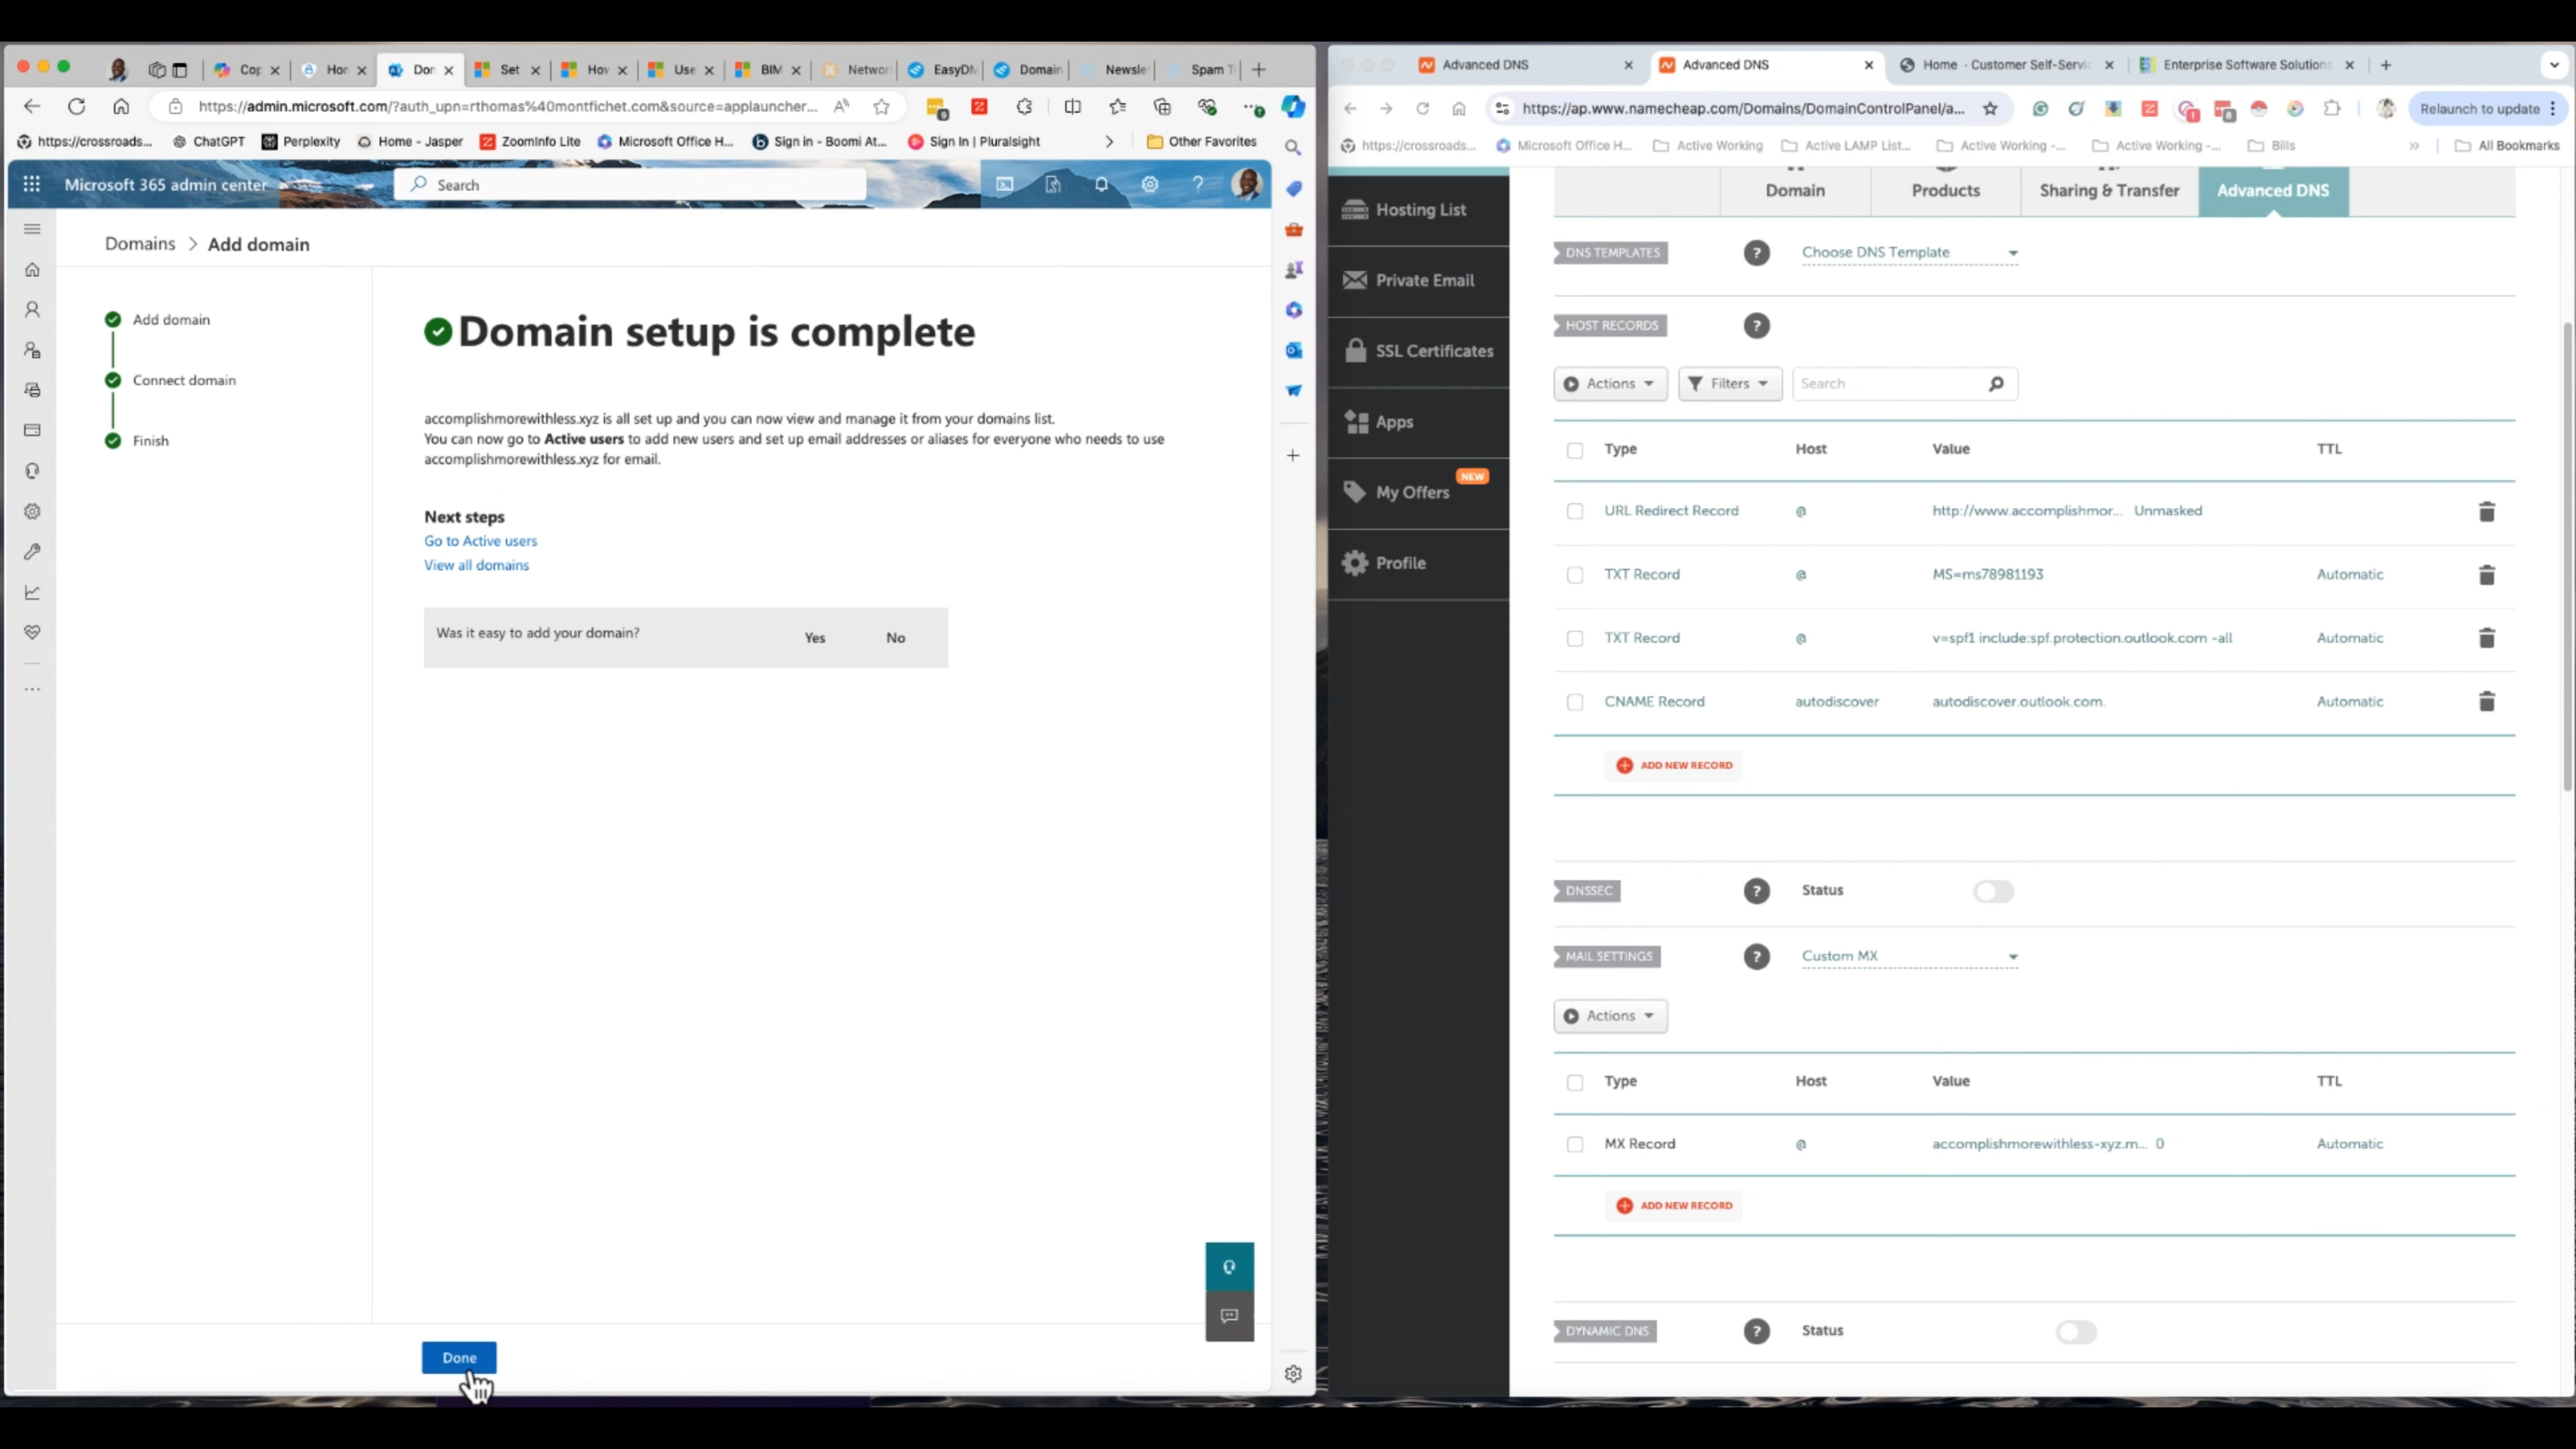 Cop
Hor
Dom
Set
How
Use
BIM
Networ
EasyDM
Domain
Newsle
Spam T
https://admin.microsoft.com/?auth_upn=rthomas%40montfichet.com&source=applauncher...
https://crossroads...
ChatGPT
Perplexity
Home - Jasper
ZoomInfo Lite
Microsoft Office H...
Sign in - Boomi At...
Sign In | Pluralsight
Other Favorites
Microsoft 365 admin center
Search
Domains > Add domain
Add domain
Connect domain
Finish
Domain setup is complete
accomplishmorewithless.xyz is all set up and you can now view and manage it from your domains list.
You can now go to Active users to add new users and set up email addresses or aliases for everyone who needs to use
accomplishmorewithless.xyz for email.
Next steps
Go to Active users
View all domains
Was it easy to add your domain? Yes No
Done
Advanced DNS
Advanced DNS
Home · Customer Self-Servi
Enterprise Software Solutions
https://ap.www.namecheap.com/Domains/DomainControlPanel/a...
Relaunch to update
https://crossroads...
Microsoft Office H...
Active Working
Active LAMP List...
Active Working -...
Active Working -...
Bills
All Bookmarks
Hosting List
Private Email
SSL Certificates
Apps
My Offers NEW
Profile
Domain Products Sharing & Transfer Advanced DNS
DNS TEMPLATES ? Choose DNS Template
HOST RECORDS ?
Actions Filters Search
Type Host Value TTL
URL Redirect Record @ http://www.accomplishmor... Unmasked
TXT Record @ MS=ms78981193 Automatic
TXT Record @ v=spf1 include:spf.protection.outlook.com -all Automatic
CNAME Record autodiscover autodiscover.outlook.com. Automatic
ADD NEW RECORD
DNSSEC ? Status
MAIL SETTINGS ? Custom MX
Actions
Type Host Value TTL
MX Record @ accomplishmorewithless-xyz.m... 0 Automatic
ADD NEW RECORD
DYNAMIC DNS ? Status